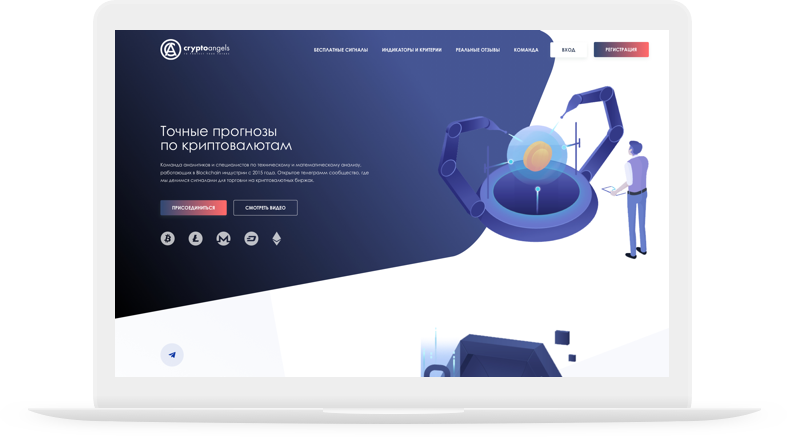 cryptoangels
БЕСПЛАТНЫЕ СИГНАЛЫ
ИНДИКАТОРЫ И КРИТЕРИИ
РЕАЛЬНЫЕ ОТЗЫВЫ
КОМАНДА
ВХОД
РЕГИСТРАЦИЯ
Точные прогнозы
по криптовалютам
Команда аналитиков и специалистов по техническому и математическому анализу,
работающих в Blockchain индустрии с 2015 года. Открытое телеграмм сообщество, где
мы делимся сигналами для торговли на криптовалютных биржах.
ПРИСОЕДИНИТЬСЯ
СМОТРЕТЬ ВИДЕО